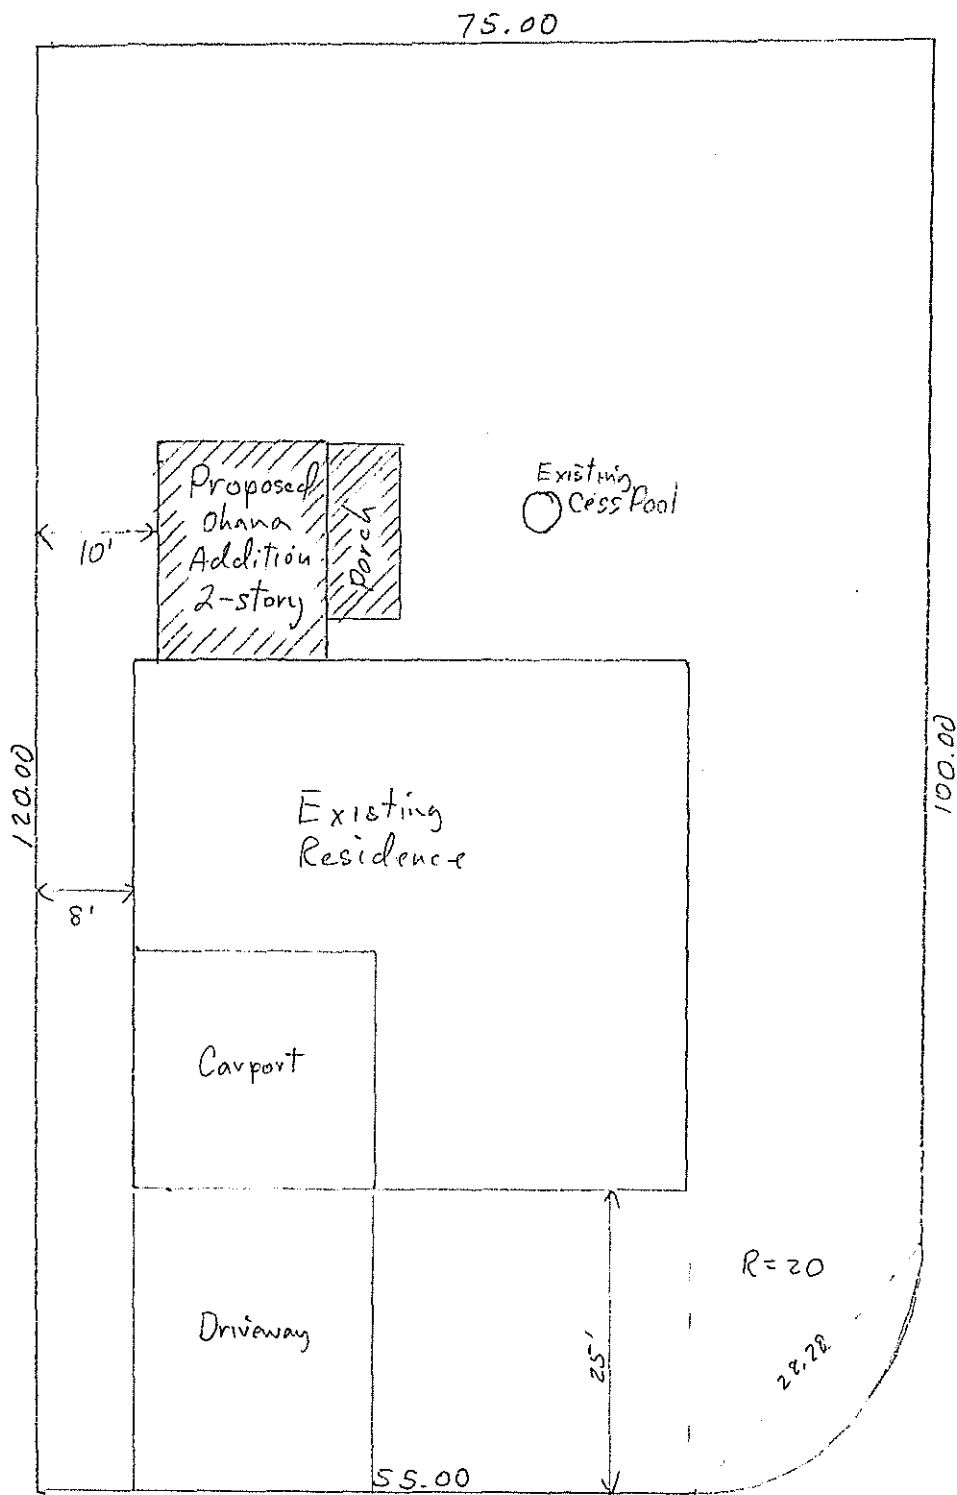 75.00
Existing
Cess Pool
Proposed
Ohana
Addition
2-story
Porch
10'
120.00
100.00
Existing
Residence
8'
Carport
R=20
Driveway
25'
28.28
55.00